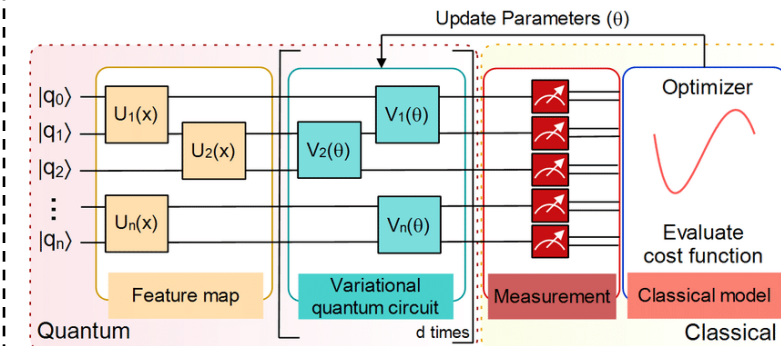 Update Parameters (θ)
|q₀⟩
|q₁⟩
|q₂⟩
⋮
|qₙ⟩
U₁(x)
U₂(x)
Uₙ(x)
Feature map
V₁(θ)
V₂(θ)
Vₙ(θ)
Variational
quantum circuit
d times
Measurement
Optimizer
Evaluate
cost function
Classical model
Quantum
Classical